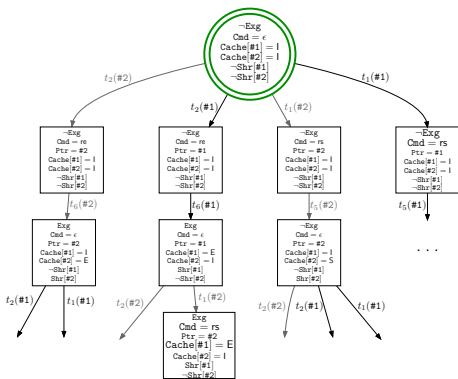 ¬Exg
Cmd = ϵ
Cache[#1] = I
Cache[#2] = I
¬Shr[#1]
¬Shr[#2]
t₂(#2)
t₂(#1)
t₁(#2)
t₁(#1)
¬Exg
Cmd = re
Ptr = #2
Cache[#1] = I
Cache[#2] = I
¬Shr[#1]
¬Shr[#2]
¬Exg
Cmd = re
Ptr = #1
Cache[#1] = I
Cache[#2] = I
¬Shr[#1]
¬Shr[#2]
¬Exg
Cmd = rs
Ptr = #2
Cache[#1] = I
Cache[#2] = I
¬Shr[#1]
¬Shr[#2]
¬Exg
Cmd = rs
Ptr = #1
Cache[#1] = I
Cache[#2] = I
¬Shr[#1]
¬Shr[#2]
t₆(#2)
t₆(#1)
t₅(#2)
t₅(#1)
Exg
Cmd = ϵ
Ptr = #2
Cache[#1] = I
Cache[#2] = E
¬Shr[#1]
Shr[#2]
Exg
Cmd = ϵ
Ptr = #1
Cache[#1] = E
Cache[#2] = I
Shr[#1]
¬Shr[#2]
¬Exg
Cmd = ϵ
Ptr = #2
Cache[#1] = I
Cache[#2] = S
¬Shr[#1]
Shr[#2]
. . .
t₂(#1)
t₁(#1)
t₂(#2)
t₁(#2)
t₂(#2)
t₂(#1)
t₁(#1)
Exg
Cmd = rs
Ptr = #2
Cache[#1] = E
Cache[#2] = I
Shr[#1]
¬Shr[#2]